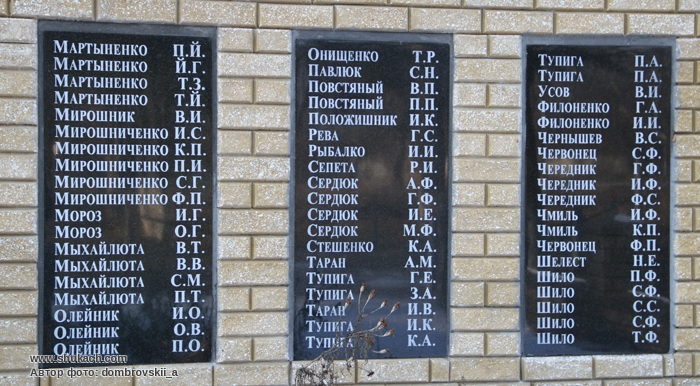 Мартыненко П.Й.
Мартыненко Й.Г.
Мартыненко Т.З.
Мартыненко Т.Й.
Мирошник В.И.
Мирошниченко И.С.
Мирошниченко К.П.
Мирошниченко П.И.
Мирошниченко С.Г.
Мирошниченко Ф.П.
Мороз И.Г.
Мороз О.Г.
Мыхайлюта В.Т.
Мыхайлюта В.В.
Мыхайлюта С.М.
Мыхайлюта П.Т.
Олейник И.О.
Олейник О.В.
Олейник П.О.
Онищенко Т.Р.
Павлюк С.Н.
Повстяный В.П.
Повстяный П.П.
Положишник И.К.
Рева Г.С.
Рыбалко И.И.
Сепета Р.И.
Сердюк А.Ф.
Сердюк Г.Ф.
Сердюк И.Е.
Сердюк М.Ф.
Стешенко К.А.
Таран А.М.
Тупига Г.Е.
Тупига З.А.
Таран И.В.
Тупига И.К.
Тупига К.А.
Тупига П.А.
Тупига П.А.
Усов В.И.
Филоненко Г.А.
Филоненко И.И.
Чернышев В.С.
Червонец С.Ф.
Чередник Г.Ф.
Чередник И.Ф.
Чередник Ф.С.
Чмиль И.Ф.
Чмиль К.П.
Червонец Ф.П.
Шелест Н.Е.
Шило П.Ф.
Шило С.Ф.
Шило С.С.
Шило С.Ф.
Шило Т.Ф.
www.shukach.com
Автор фото: dombrovskii_a